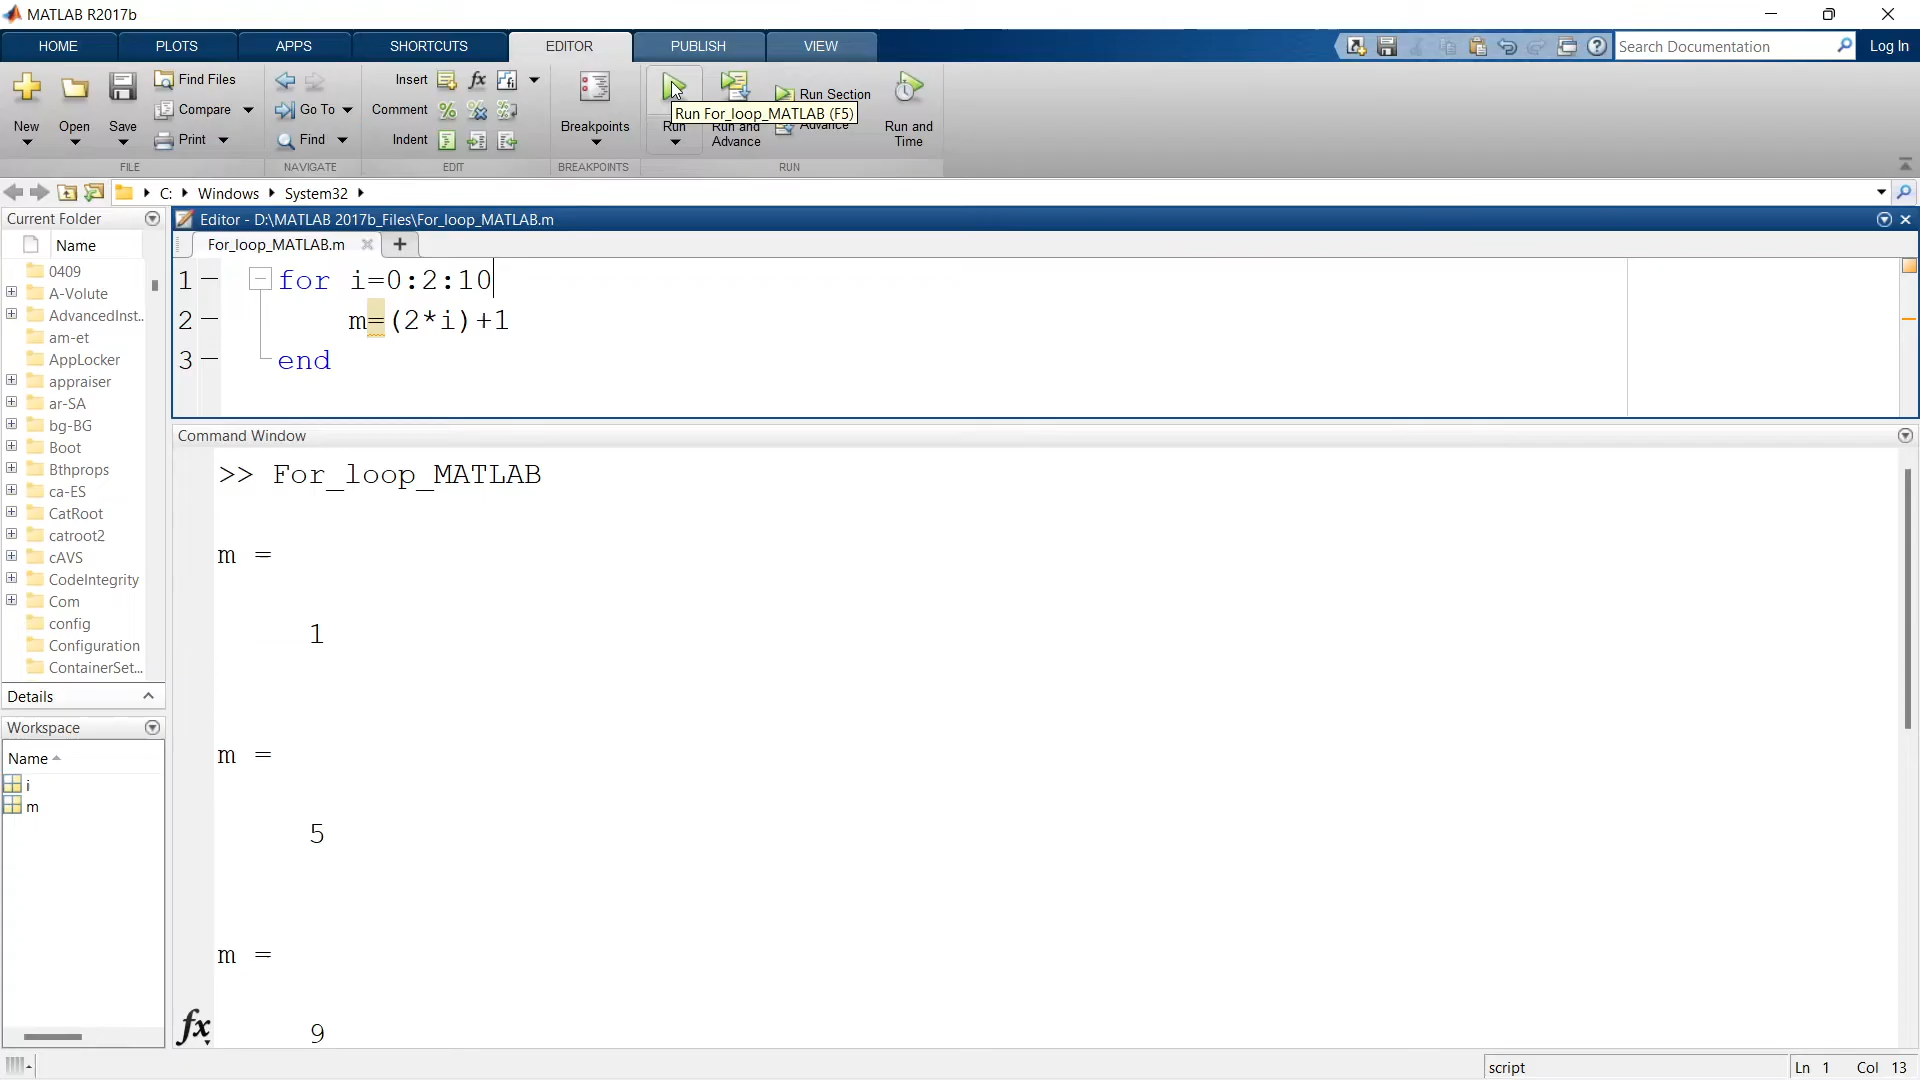 MATLAB R2017b
HOME PLOTS APPS SHORTCUTS EDITOR PUBLISH VIEW
Search Documentation
Log In
New
Open
Save
Find Files
Compare
Print
FILE
Go To
Find
NAVIGATE
Insert fx
Comment
Indent
EDIT
Breakpoints
BREAKPOINTS
Run
Run and
Advance
Run Section
Advance
Run and
Time
RUN
Run For_loop_MATLAB (F5)
C: Windows System32
Current Folder
Name
0409
A-Volute
AdvancedInst..
am-et
AppLocker
appraiser
ar-SA
bg-BG
Boot
Bthprops
ca-ES
CatRoot
catroot2
cAVS
CodeIntegrity
Com
config
Configuration
ContainerSet...
Details
Workspace
Name
i
m
Editor - D:\MATLAB 2017b_Files\For_loop_MATLAB.m
For_loop_MATLAB.m
1 for i=0:2:10
2 m=(2*i)+1
3 end
Command Window
>> For_loop_MATLAB
m =
1
m =
5
m =
fx 9
script Ln 1 Col 13